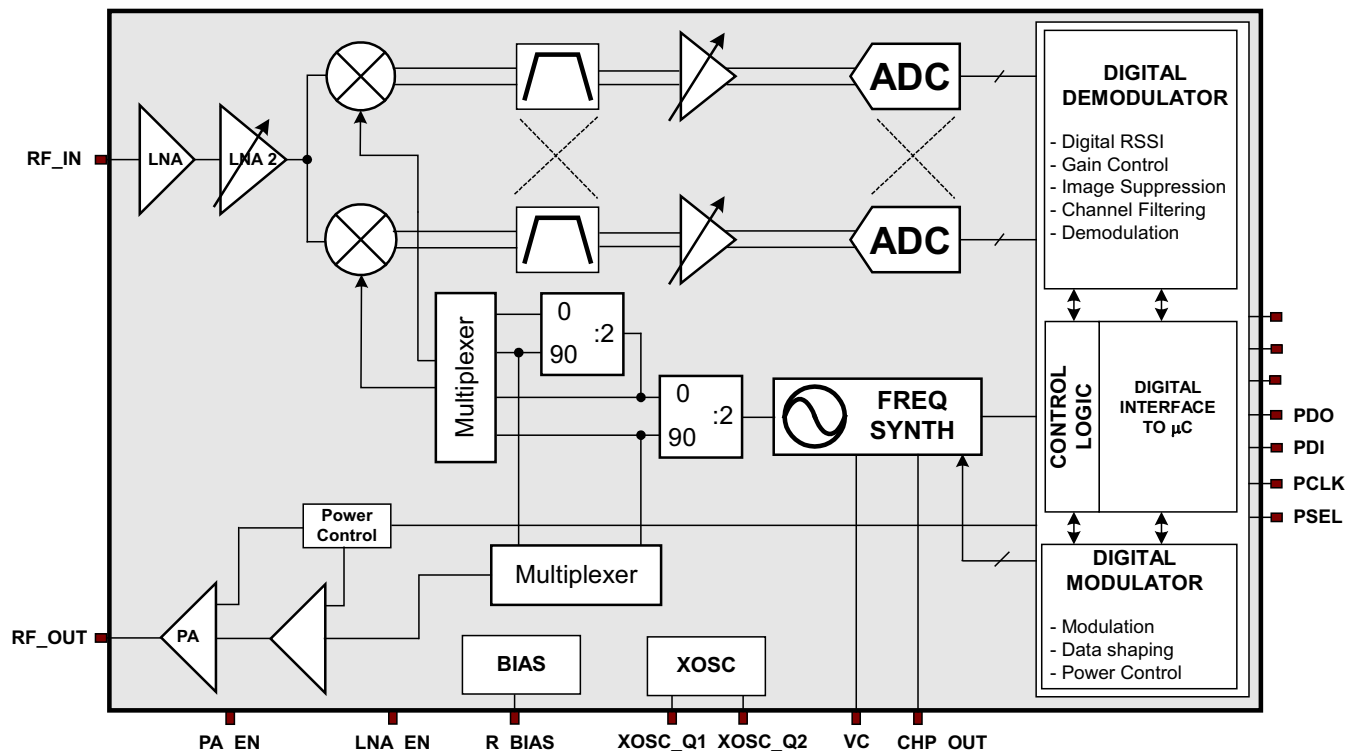 ADC
DIGITAL
DEMODULATOR
- Digital RSSI
- Gain Control
- Image Suppression
- Channel Filtering
- Demodulation
RF_IN
LNA
LNA 2
ADC
Multiplexer
0
:2
90
0
:2
90
FREQ
SYNTH
CONTROL
LOGIC
DIGITAL
INTERFACE
TO µC
PDO
PDI
PCLK
PSEL
Power
Control
Multiplexer
DIGITAL
MODULATOR
- Modulation
- Data shaping
- Power Control
RF_OUT
PA
BIAS
XOSC
PA_EN
LNA_EN
R_BIAS
XOSC_Q1
XOSC_Q2
VC
CHP_OUT